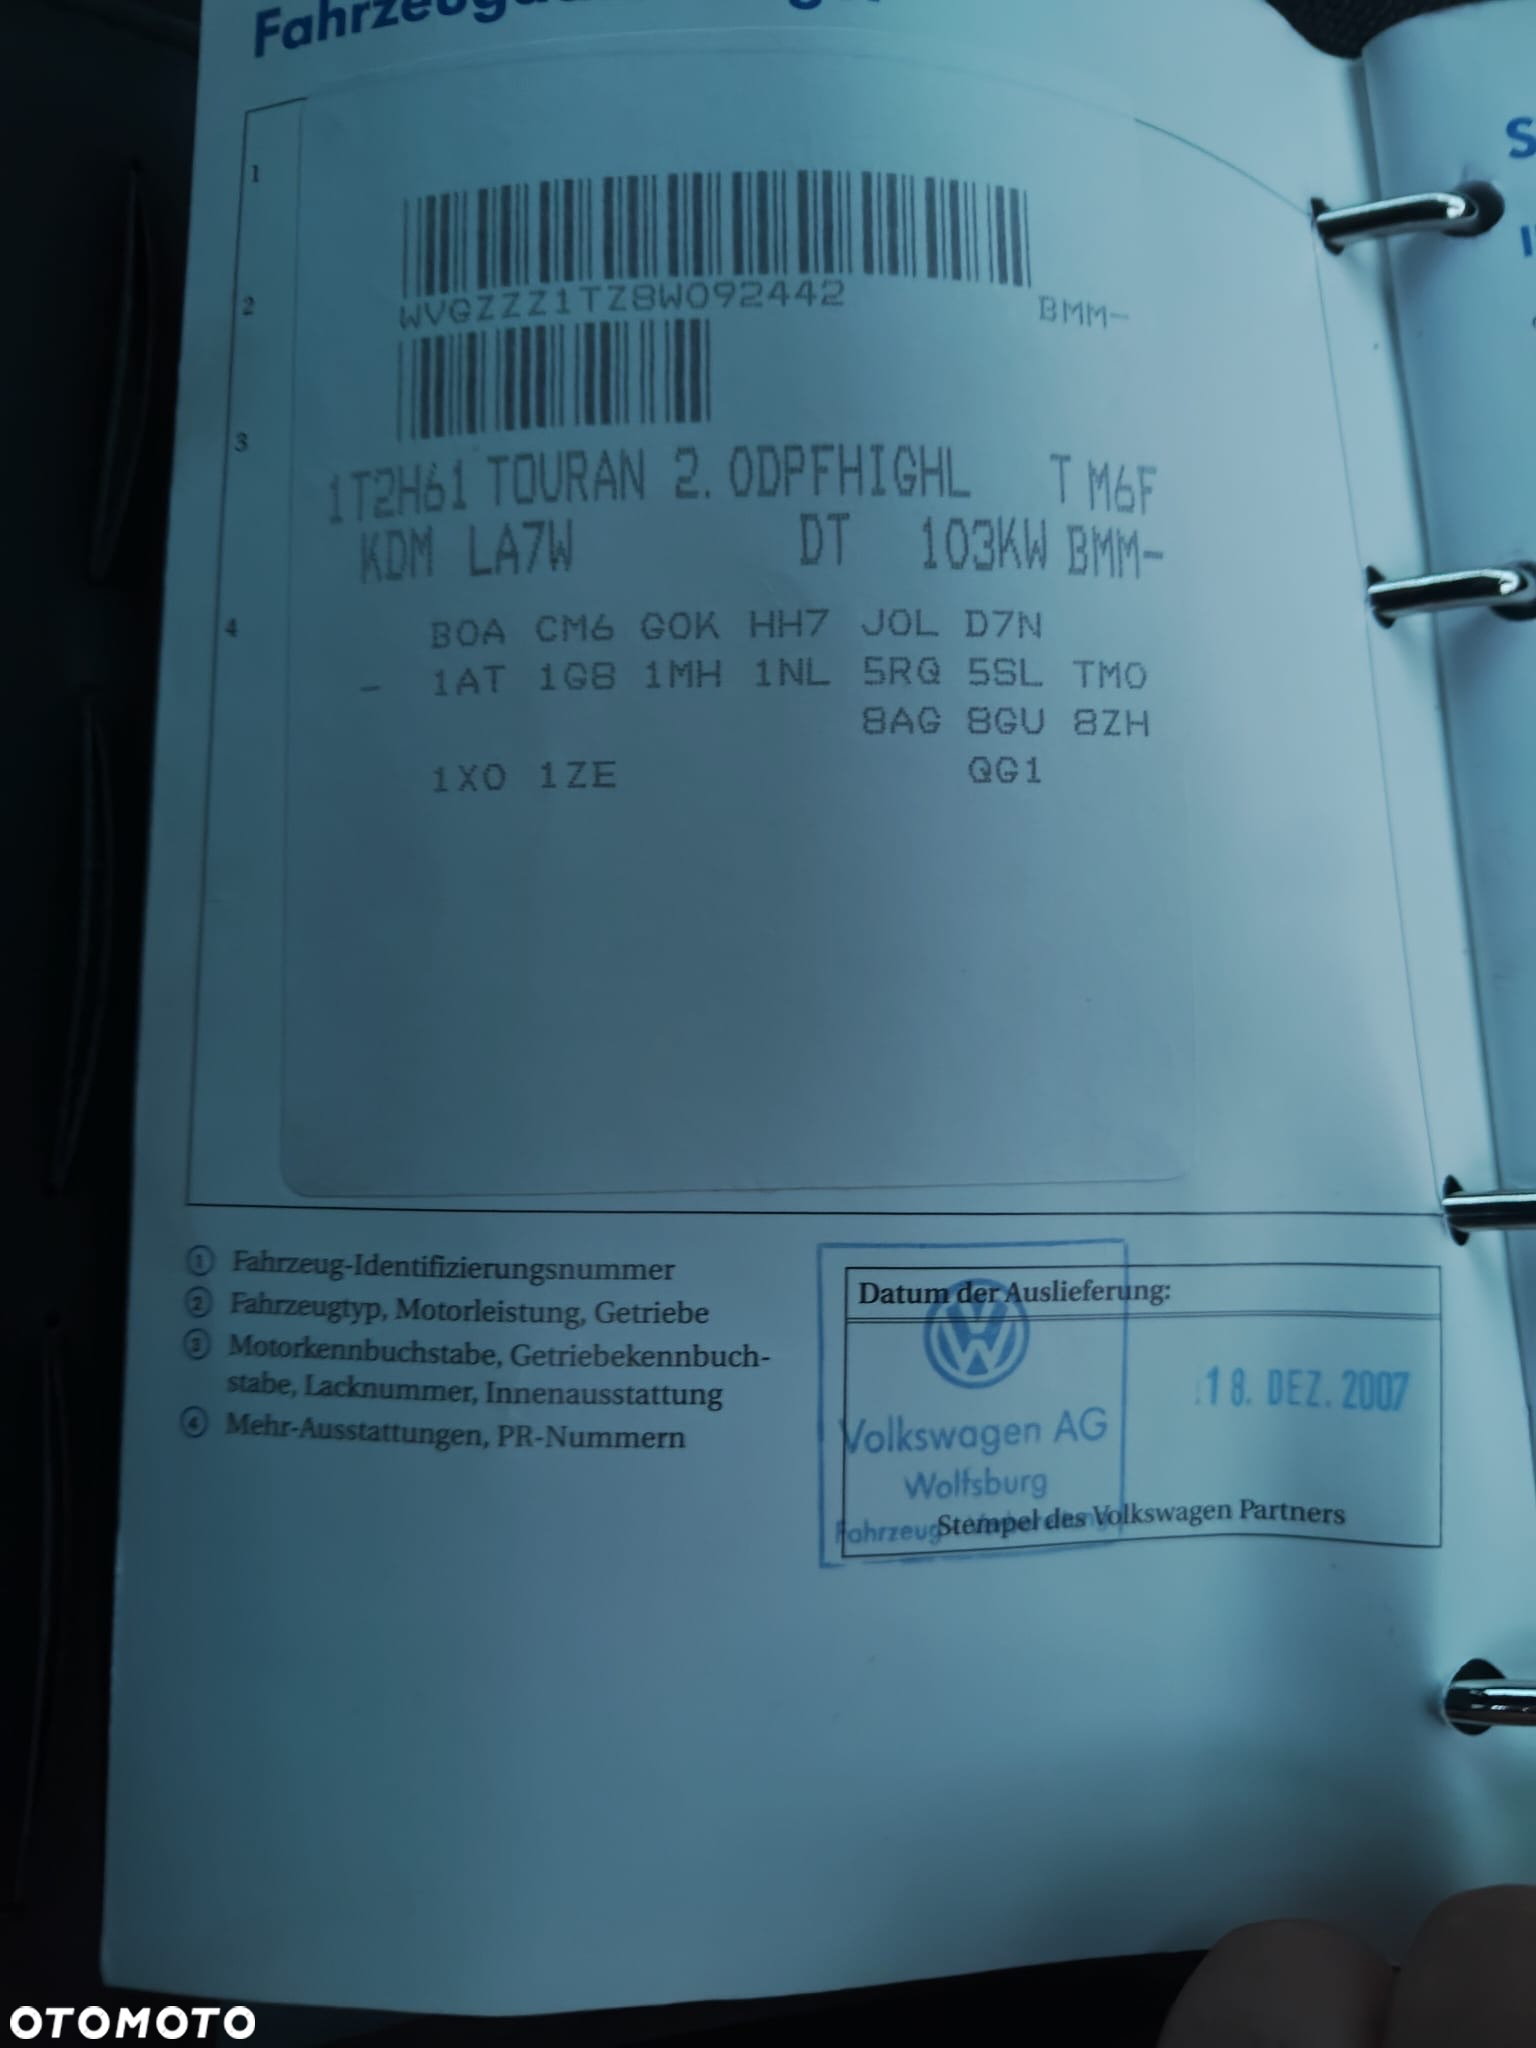 1
WVGZZZ1TZ8W092442
BMM-
2
3
1T2H61 TOURAN 2.0DPFHIGHL T M6F
KDM LA7W DT 103KW BMM-
4
B0A CM6 G0K HH7 J0L D7N
- 1AT 1G8 1MH 1NL 5RQ 5SL TM0
8AG 8GU 8ZH
1X0 1ZE QG1
1 Fahrzeug-Identifizierungsnummer
2 Fahrzeugtyp, Motorleistung, Getriebe
3 Motorkennbuchstabe, Getriebekennbuch-
stabe, Lacknummer, Innenausstattung
4 Mehr-Ausstattungen, PR-Nummern
Datum der Auslieferung:
18. DEZ. 2007
VW
Volkswagen AG
Wolfsburg
Stempel des Volkswagen Partners
S
OTOMOTO